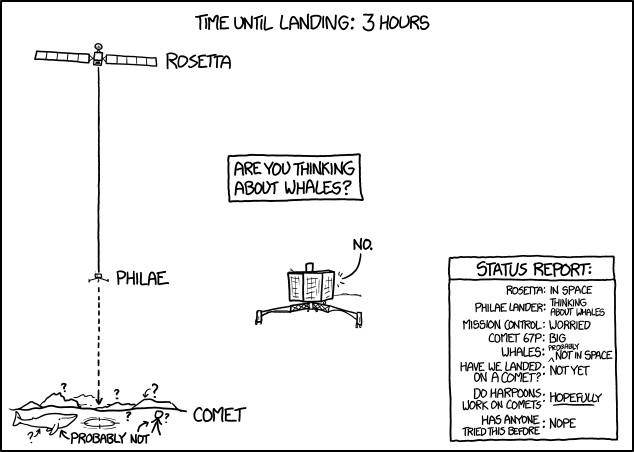 TIME UNTIL LANDING: 3 HOURS
ROSETTA
ARE YOU THINKING
ABOUT WHALES?
NO.
PHILAE
? ? ?
COMET
? ?
?
PROBABLY NOT
STATUS REPORT:
ROSETTA: IN SPACE
PHILAE LANDER: THINKING
ABOUT WHALES
MISSION CONTROL: WORRIED
COMET 67P: BIG
WHALES: PROBABLY
NOT IN SPACE
HAVE WE LANDED
ON A COMET?: NOT YET
DO HARPOONS
WORK ON COMETS: HOPEFULLY
HAS ANYONE
TRIED THIS BEFORE: NOPE